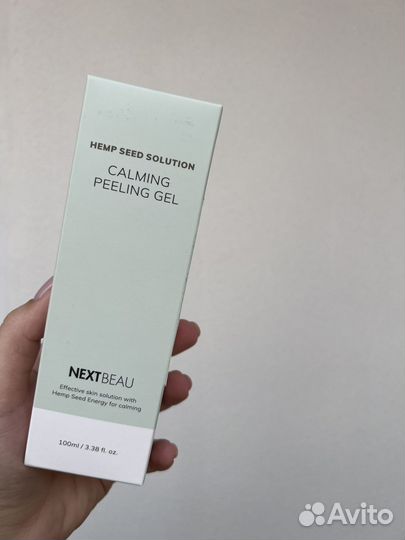 HEMP SEED SOLUTION
CALMING
PEELING GEL
NEXTBEAU
Effective skin solution with
Hemp Seed Energy for calming
100ml / 3.38 fl. oz.
Avito